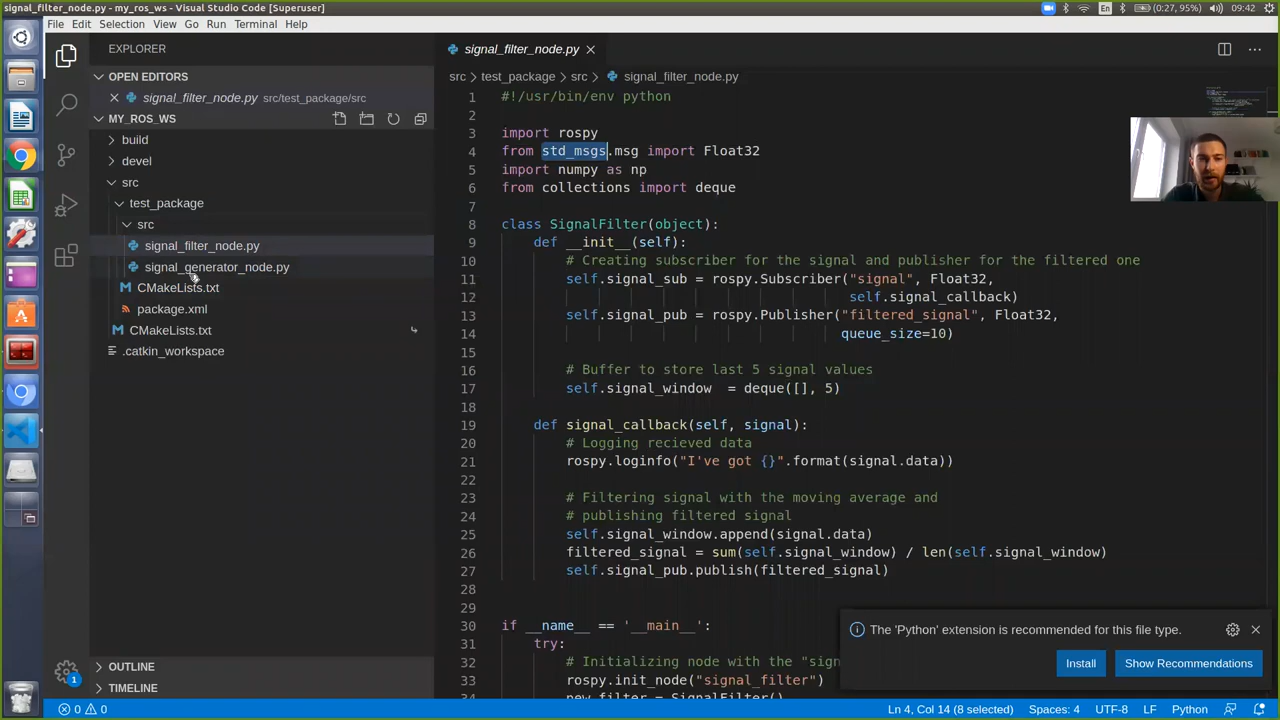 signal_filter_node.py - my_ros_ws - Visual Studio Code [Superuser]
En
(0:27, 95%)
09:42
File Edit Selection View Go Run Terminal Help
EXPLORER
OPEN EDITORS
signal_filter_node.py src/test_package/src
MY_ROS_WS
build
devel
src
test_package
src
signal_filter_node.py
signal_generator_node.py
CMakeLists.txt
package.xml
CMakeLists.txt
.catkin_workspace
OUTLINE
TIMELINE
1
signal_filter_node.py
src > test_package > src > signal_filter_node.py
1 #!/usr/bin/env python
2
3 import rospy
4 from std_msgs.msg import Float32
5 import numpy as np
6 from collections import deque
7
8 class SignalFilter(object):
9 def __init__(self):
10 # Creating subscriber for the signal and publisher for the filtered one
11 self.signal_sub = rospy.Subscriber("signal", Float32,
12 self.signal_callback)
13 self.signal_pub = rospy.Publisher("filtered_signal", Float32,
14 queue_size=10)
15
16 # Buffer to store last 5 signal values
17 self.signal_window = deque([], 5)
18
19 def signal_callback(self, signal):
20 # Logging recieved data
21 rospy.loginfo("I've got {}".format(signal.data))
22
23 # Filtering signal with the moving average and
24 # publishing filtered signal
25 self.signal_window.append(signal.data)
26 filtered_signal = sum(self.signal_window) / len(self.signal_window)
27 self.signal_pub.publish(filtered_signal)
28
29
30 if __name__ == '__main__':
31 try:
32 # Initializing node with the "sign
33 rospy.init_node("signal_filter")
34 new_filter = SignalFilter()
The 'Python' extension is recommended for this file type.
Install
Show Recommendations
0 0
Ln 4, Col 14 (8 selected) Spaces: 4 UTF-8 LF Python